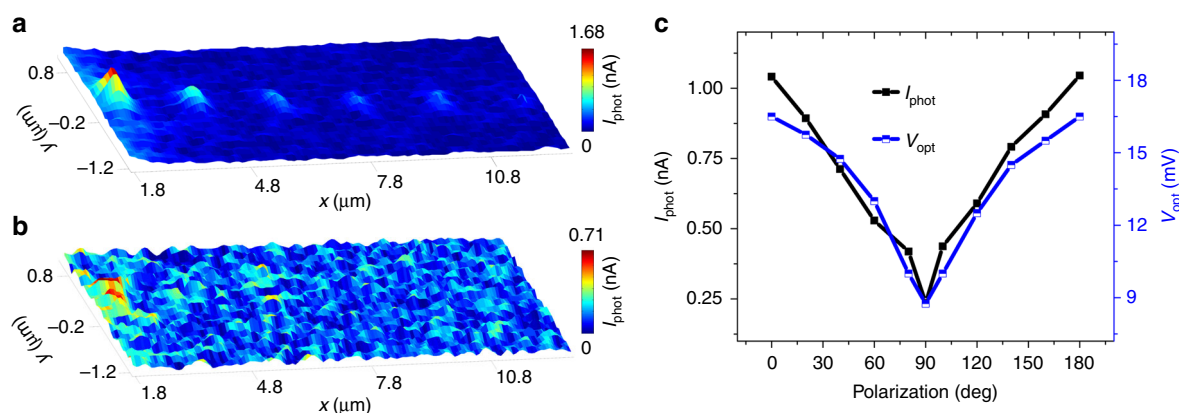 a
1.68
I_phot (nA)
0
0.8
−0.2
−1.2
y (μm)
1.8
4.8
7.8
10.8
x (μm)
b
0.71
I_phot (nA)
0
0.8
−0.2
−1.2
y (μm)
1.8
4.8
7.8
10.8
x (μm)
c
I_phot
V_opt
1.00
0.75
0.50
0.25
I_phot (nA)
18
15
12
9
V_opt (mV)
0
30
60
90
120
150
180
Polarization (deg)